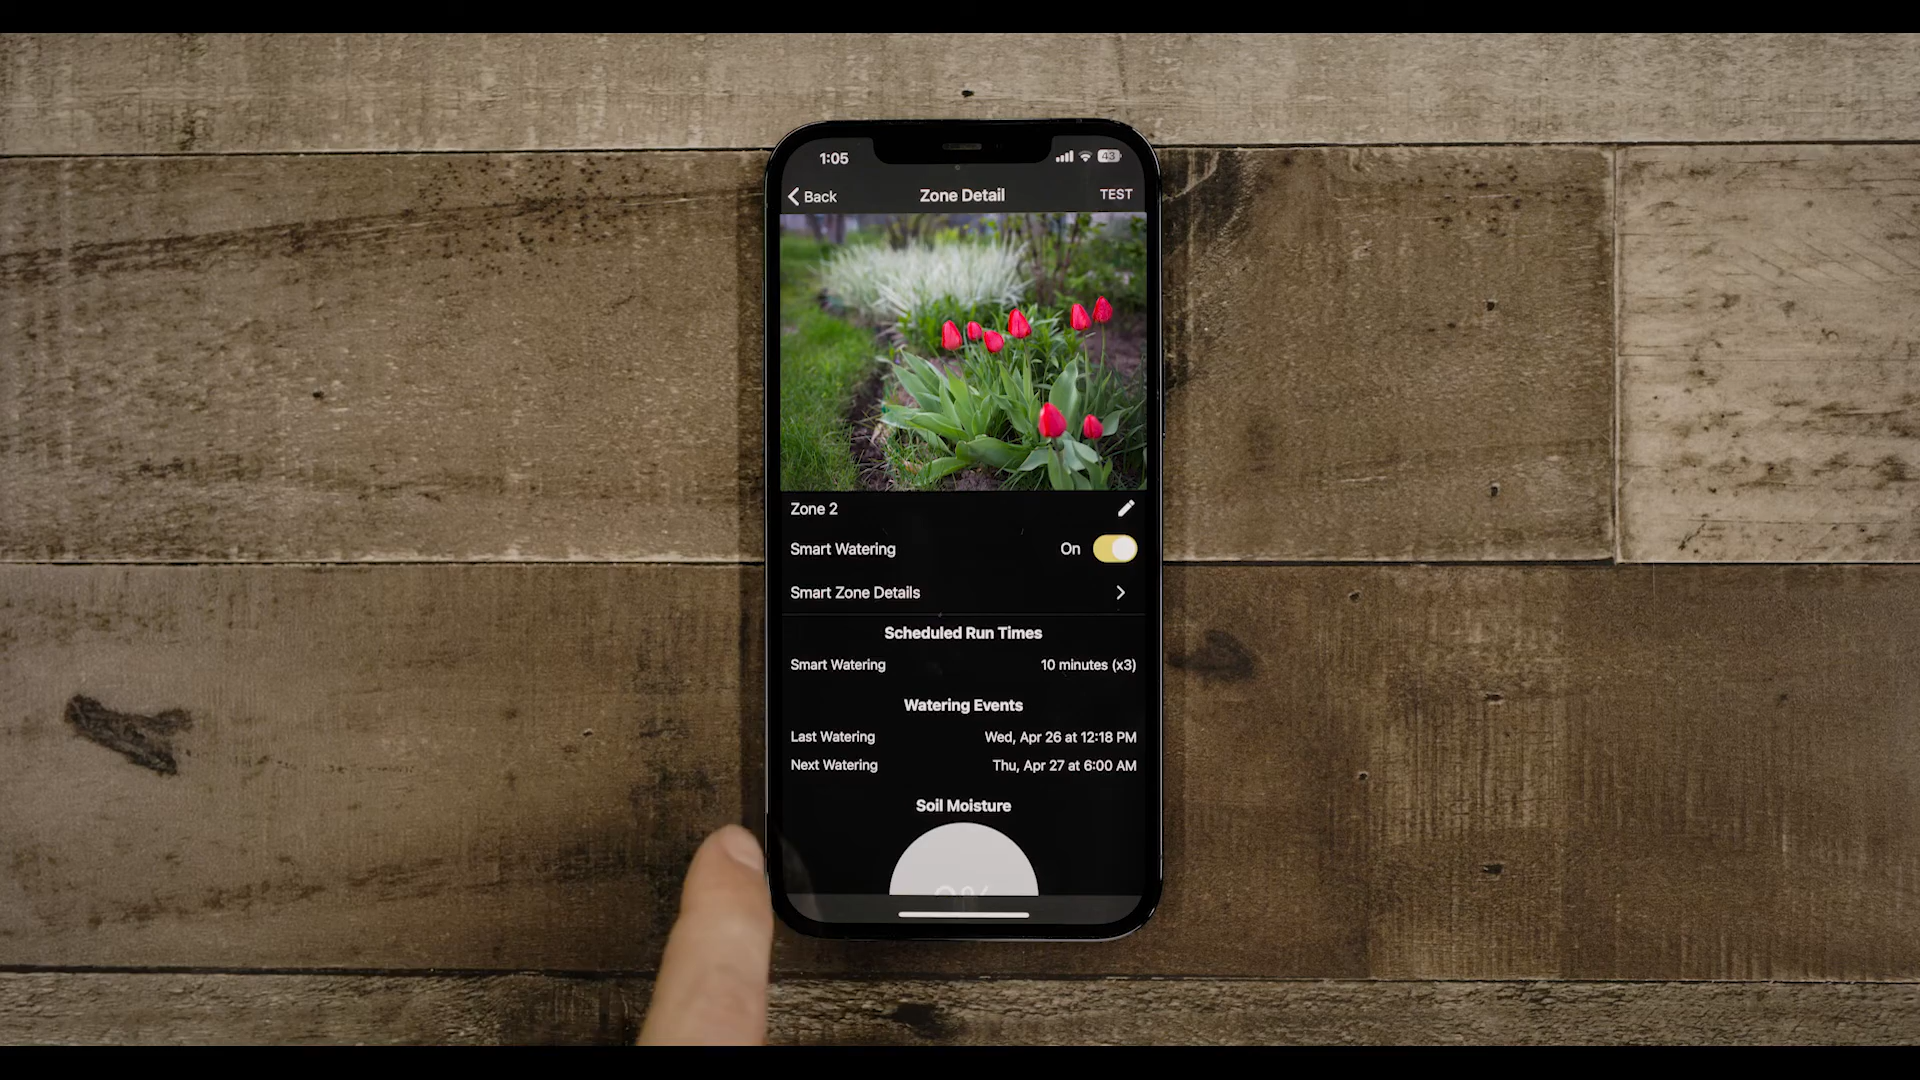 1:05
43
Back Zone Detail TEST
Zone 2
Smart Watering On
Smart Zone Details
Scheduled Run Times
Smart Watering 10 minutes (x3)
Watering Events
Last Watering Wed, Apr 26 at 12:18 PM
Next Watering Thu, Apr 27 at 6:00 AM
Soil Moisture